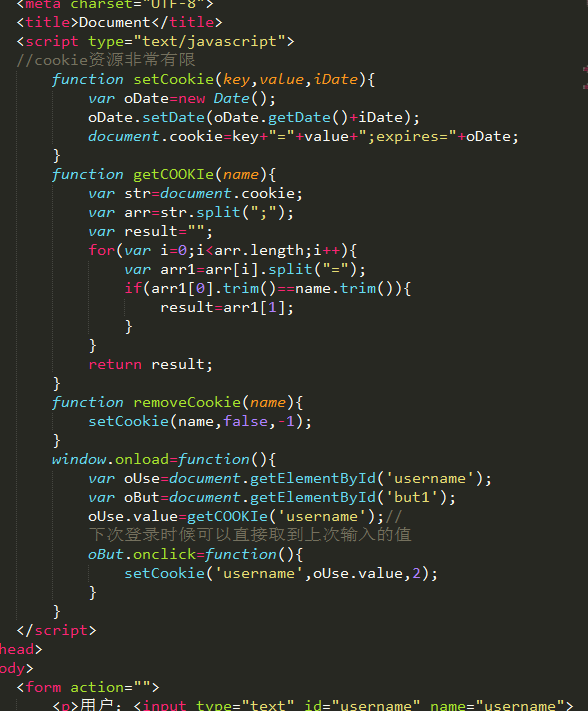 <meta charset="UTF-8">
<title>Document</title>
<script type="text/javascript">
//cookie资源非常有限
function setCookie(key,value,iDate){
var oDate=new Date();
oDate.setDate(oDate.getDate()+iDate);
document.cookie=key+"="+value+";expires="+oDate;
}
function getCOOKIe(name){
var str=document.cookie;
var arr=str.split(";");
var result="";
for(var i=0;i<arr.length;i++){
var arr1=arr[i].split("=");
if(arr1[0].trim()==name.trim()){
result=arr1[1];
}
}
return result;
}
function removeCookie(name){
setCookie(name,false,-1);
}
window.onload=function(){
var oUse=document.getElementById('username');
var oBut=document.getElementById('but1');
oUse.value=getCOOKIe('username');//
下次登录时候可以直接取到上次输入的值
oBut.onclick=function(){
setCookie('username',oUse.value,2);
}
}
</script>
head>
ody>
<form action="">
<p>用户：<input type="text" id="username" name="username">